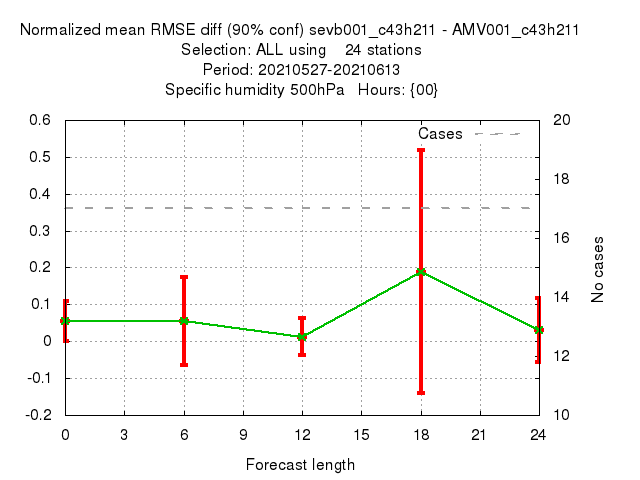 Normalized mean RMSE diff (90% conf) sevb001_c43h211 - AMV001_c43h211
Selection: ALL using    24 stations
Period: 20210527-20210613
Specific humidity 500hPa   Hours: {00}
0.6
0.5
0.4
0.3
0.2
0.1
0
-0.1
-0.2
Cases
20
18
16
14
12
10
No cases
0 3 6 9 12 15 18 21 24
Forecast length